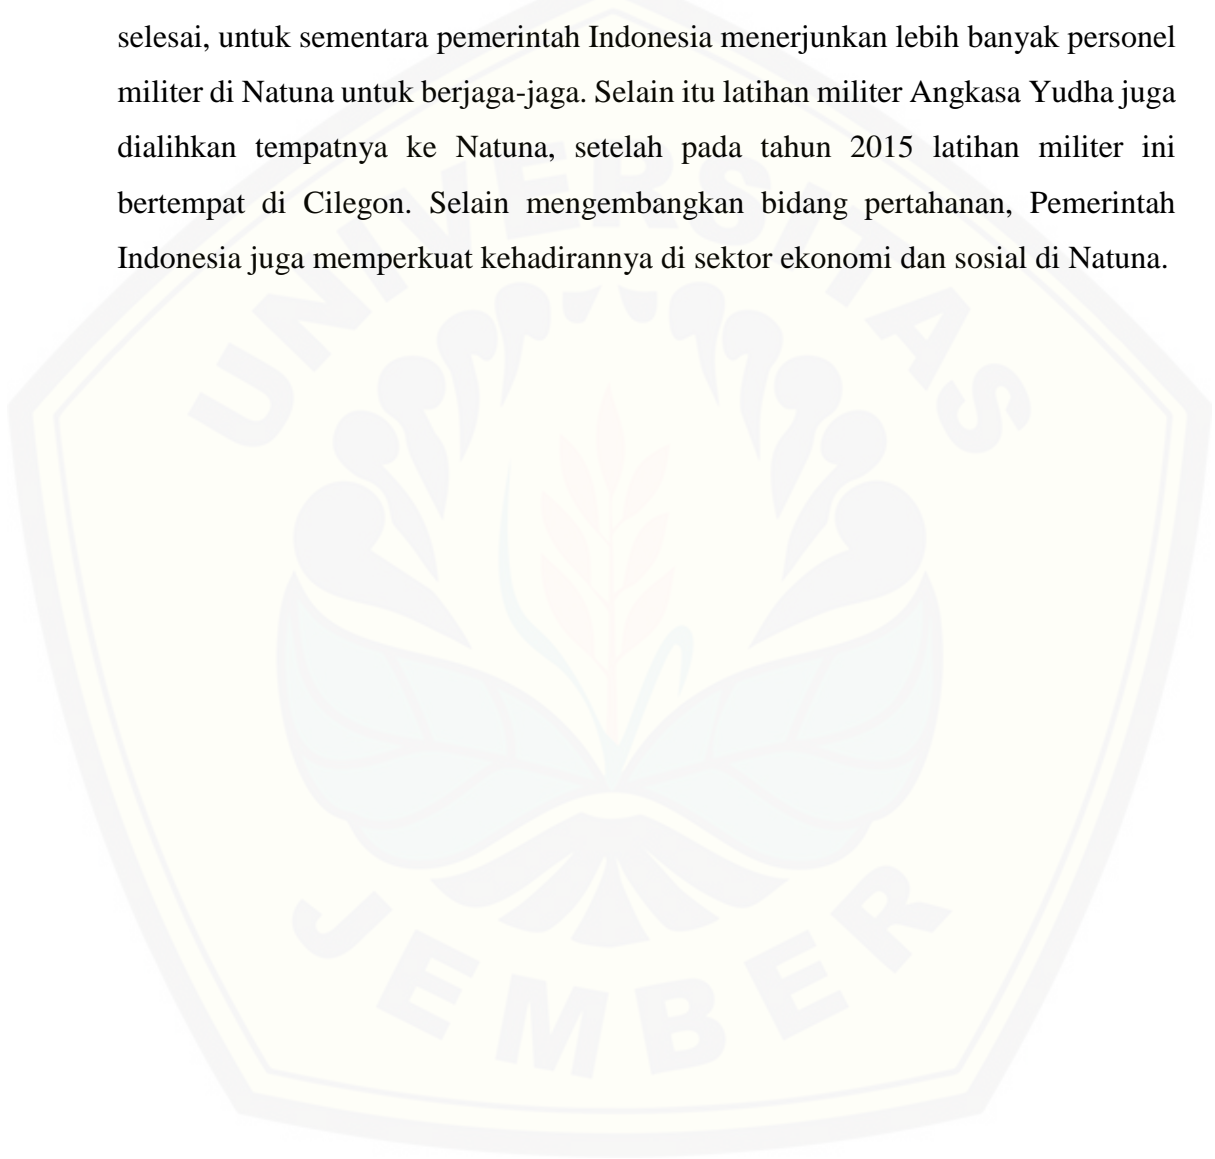 selesai, untuk sementara pemerintah Indonesia menerjunkan lebih banyak personel
militer di Natuna untuk berjaga-jaga. Selain itu latihan militer Angkasa Yudha juga
dialihkan tempatnya ke Natuna, setelah pada tahun 2015 latihan militer ini
bertempat di Cilegon. Selain mengembangkan bidang pertahanan, Pemerintah
Indonesia juga memperkuat kehadirannya di sektor ekonomi dan sosial di Natuna.
UNIVERSITAS
JEMBER